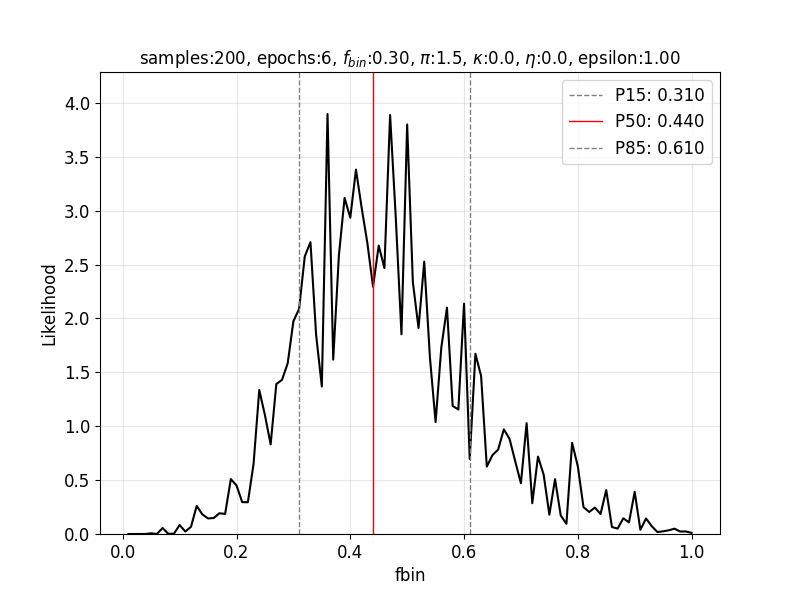 samples:200, epochs:6, f_bin:0.30, π:1.5, κ:0.0, η:0.0, epsilon:1.00
P15: 0.310
P50: 0.440
P85: 0.610
Likelihood
4.0
3.5
3.0
2.5
2.0
1.5
1.0
0.5
0.0
0.0 0.2 0.4 0.6 0.8 1.0
fbin